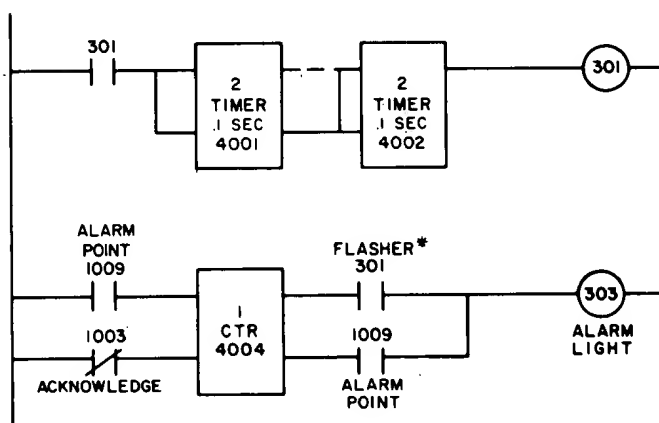 301
2
TIMER
.1 SEC
4001
2
TIMER
.1 SEC
4002
301
ALARM
POINT
1009
1
CTR
4004
FLASHER*
301
303
ALARM
LIGHT
1003
ACKNOWLEDGE
1009
ALARM
POINT